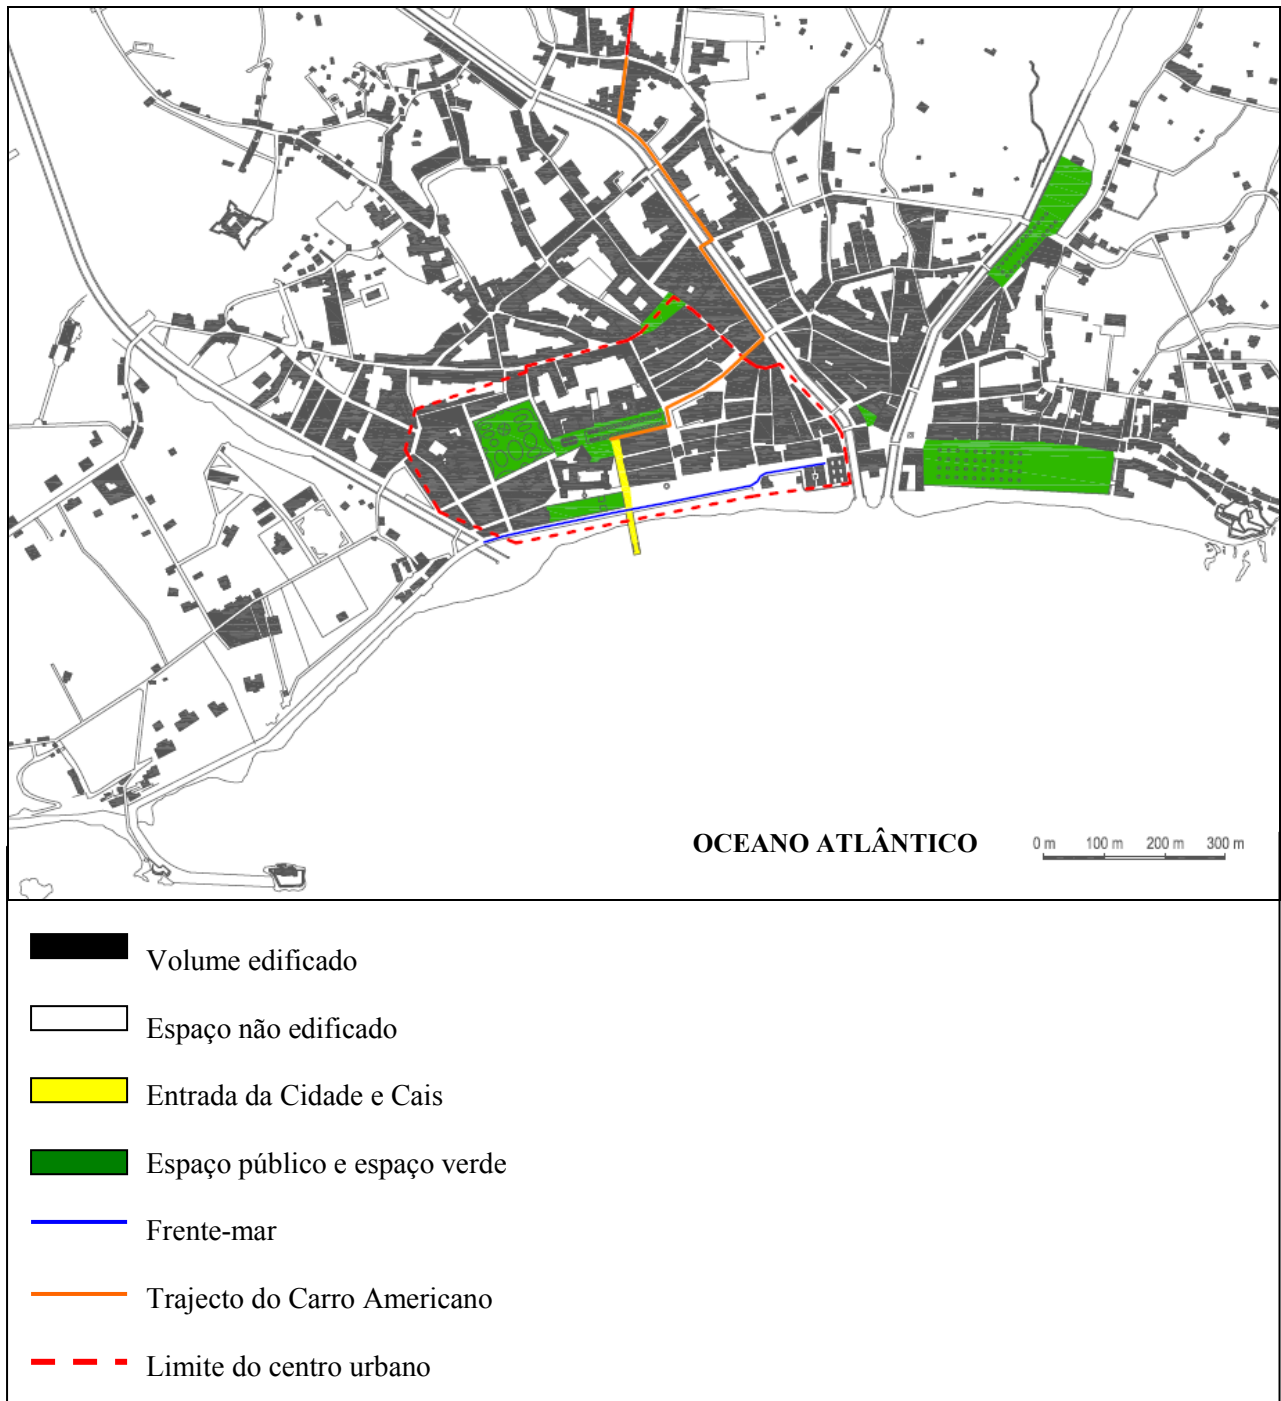 OCEANO ATLÂNTICO
0 m 100 m 200 m 300 m
Volume edificado
Espaço não edificado
Entrada da Cidade e Cais
Espaço público e espaço verde
Frente-mar
Trajecto do Carro Americano
Limite do centro urbano